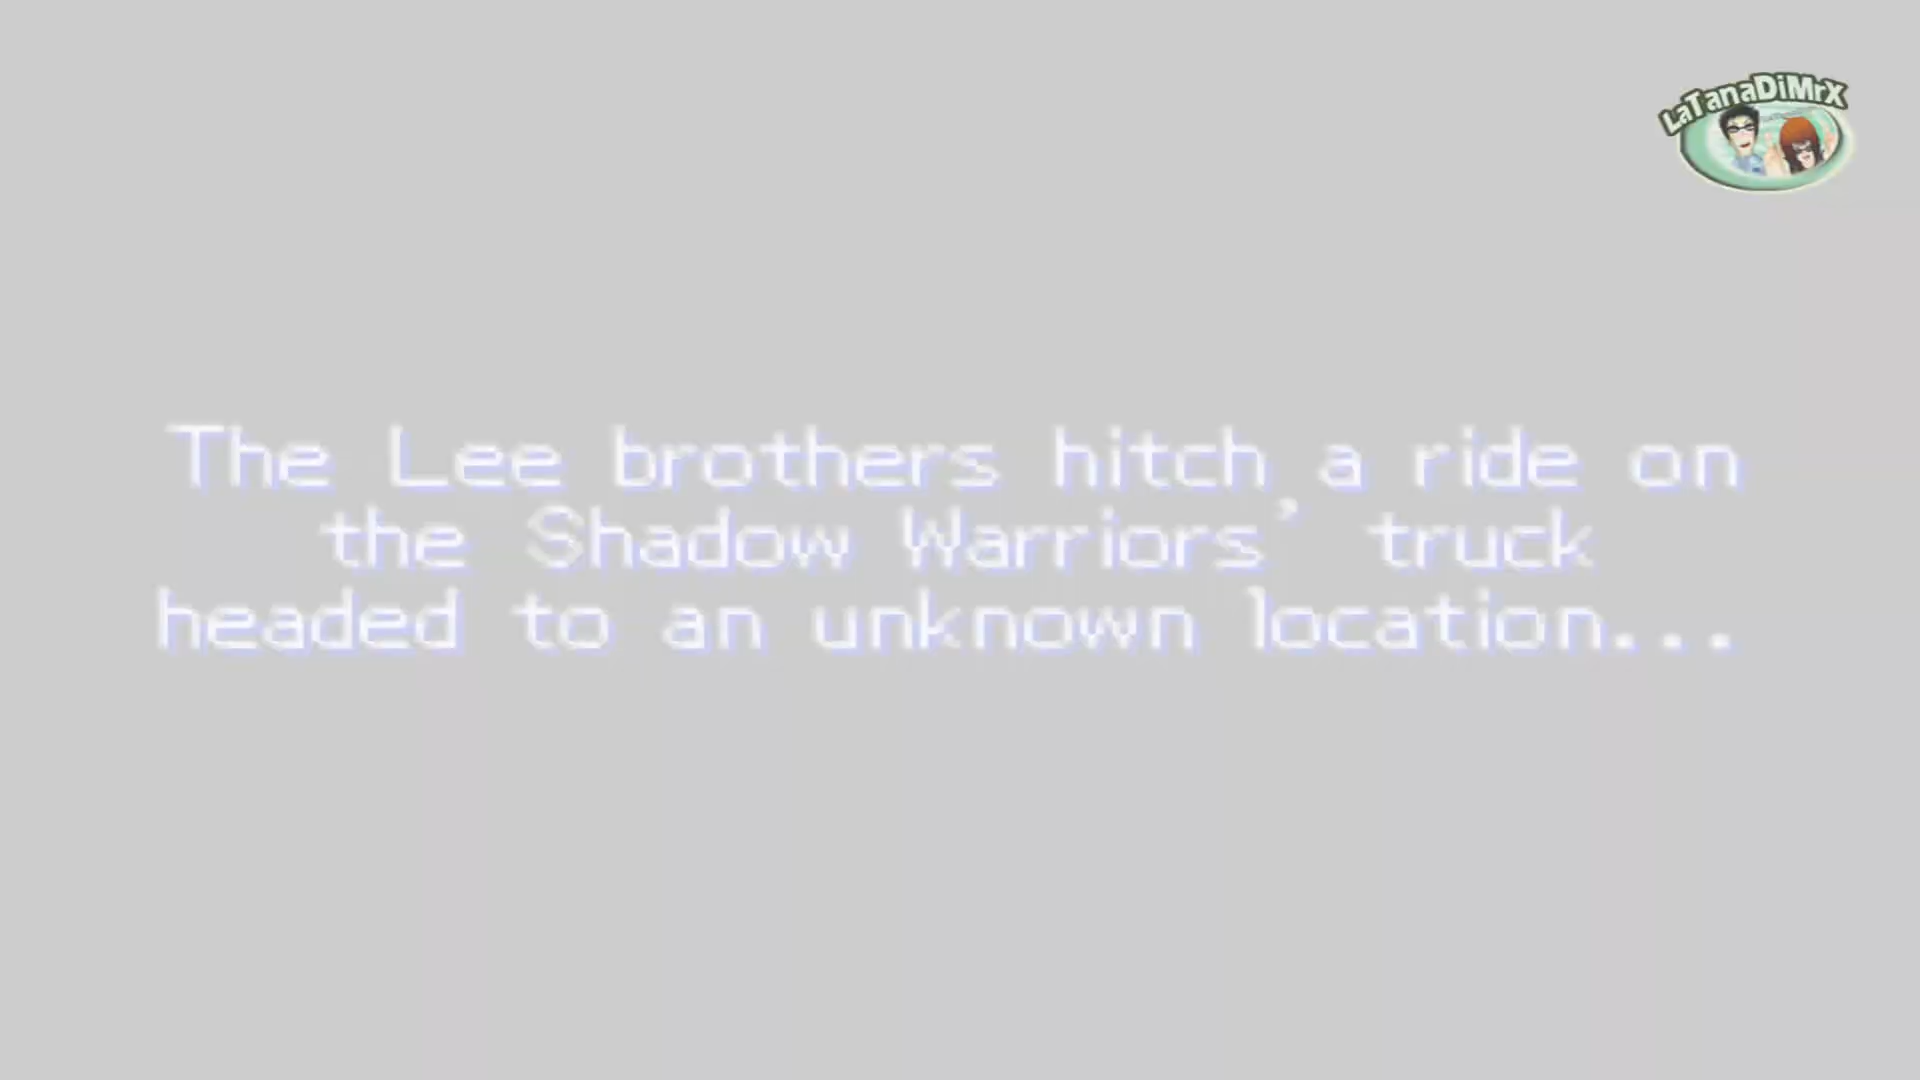 LaTanaDiMrX
The Lee brothers hitch a ride on
the Shadow Warriors' truck
headed to an unknown location...